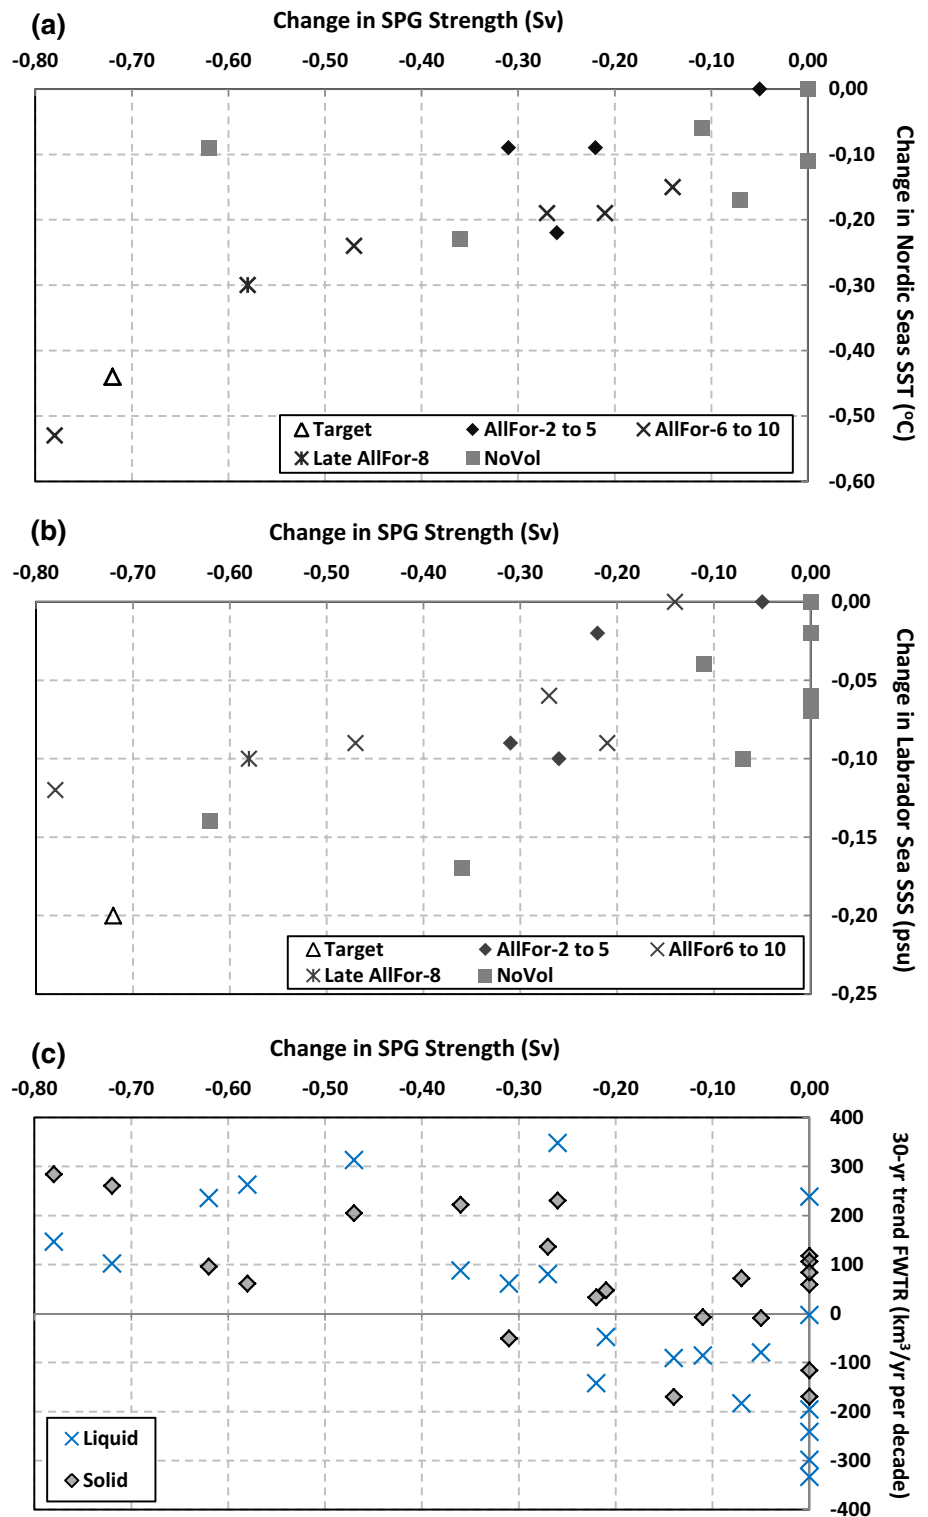 (a)
Change in SPG Strength (Sv)
-0,80 -0,70 -0,60 -0,50 -0,40 -0,30 -0,20 -0,10 0,00
0,00
-0,10
-0,20
-0,30
-0,40
-0,50
-0,60
Change in Nordic Seas SST (ºC)
Target AllFor-2 to 5 AllFor-6 to 10
Late AllFor-8 NoVol
(b)
Change in SPG Strength (Sv)
-0,80 -0,70 -0,60 -0,50 -0,40 -0,30 -0,20 -0,10 0,00
0,00
-0,05
-0,10
-0,15
-0,20
-0,25
Change in Labrador Sea SSS (psu)
Target AllFor-2 to 5 AllFor6 to 10
Late AllFor-8 NoVol
(c)
Change in SPG Strength (Sv)
-0,80 -0,70 -0,60 -0,50 -0,40 -0,30 -0,20 -0,10 0,00
400
300
200
100
0
-100
-200
-300
-400
30-yr trend FWTR (km³/yr per decade)
Liquid
Solid